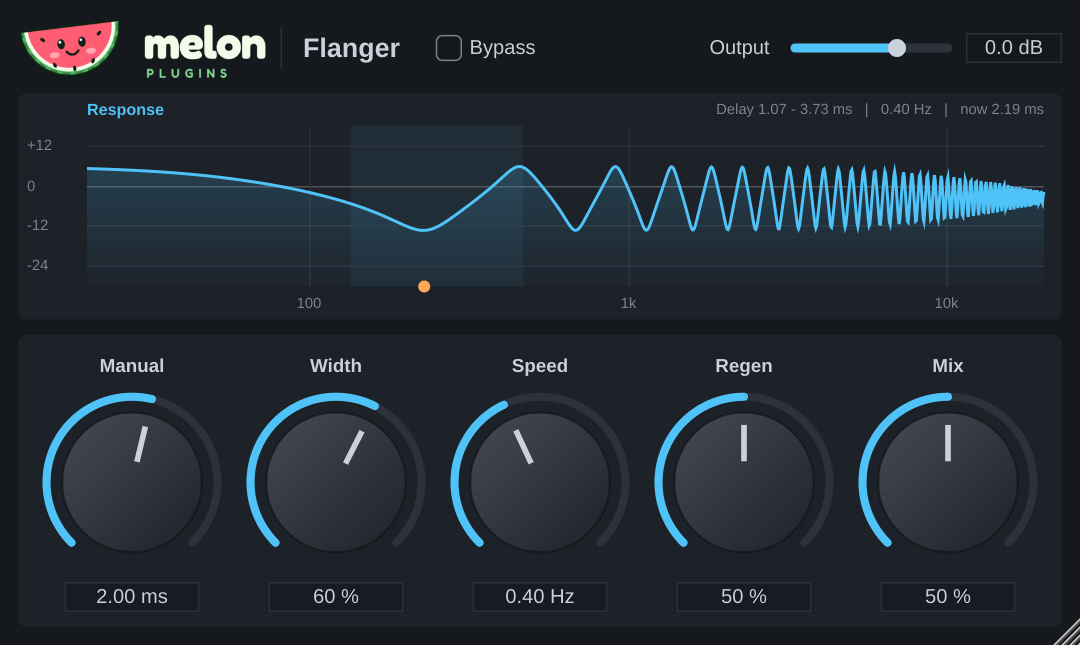 melon
PLUGINS
Flanger
Bypass
Output
0.0 dB
Response
Delay 1.07 - 3.73 ms | 0.40 Hz | now 2.19 ms
+12
0
-12
-24
100
1k
10k
Manual
Width
Speed
Regen
Mix
2.00 ms
60 %
0.40 Hz
50 %
50 %